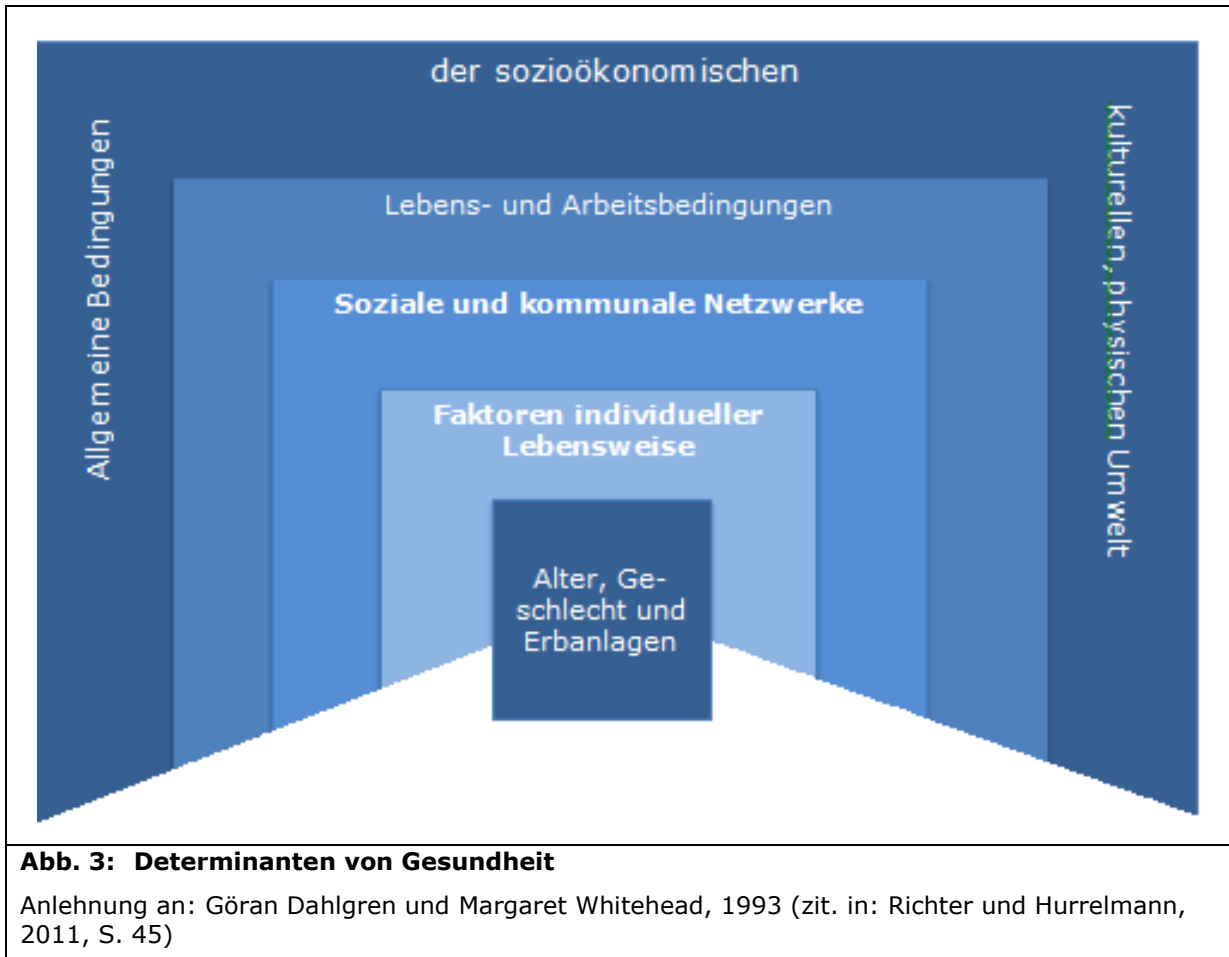 Allgemeine Bedingungen
der sozioökonomischen
kulturellen, physischen Umwelt
Lebens- und Arbeitsbedingungen
Soziale und kommunale Netzwerke
Faktoren individueller
Lebensweise
Alter, Ge-
schlecht und
Erbanlagen
Abb. 3: Determinanten von Gesundheit
Anlehnung an: Göran Dahlgren und Margaret Whitehead, 1993 (zit. in: Richter und Hurrelmann,
2011, S. 45)